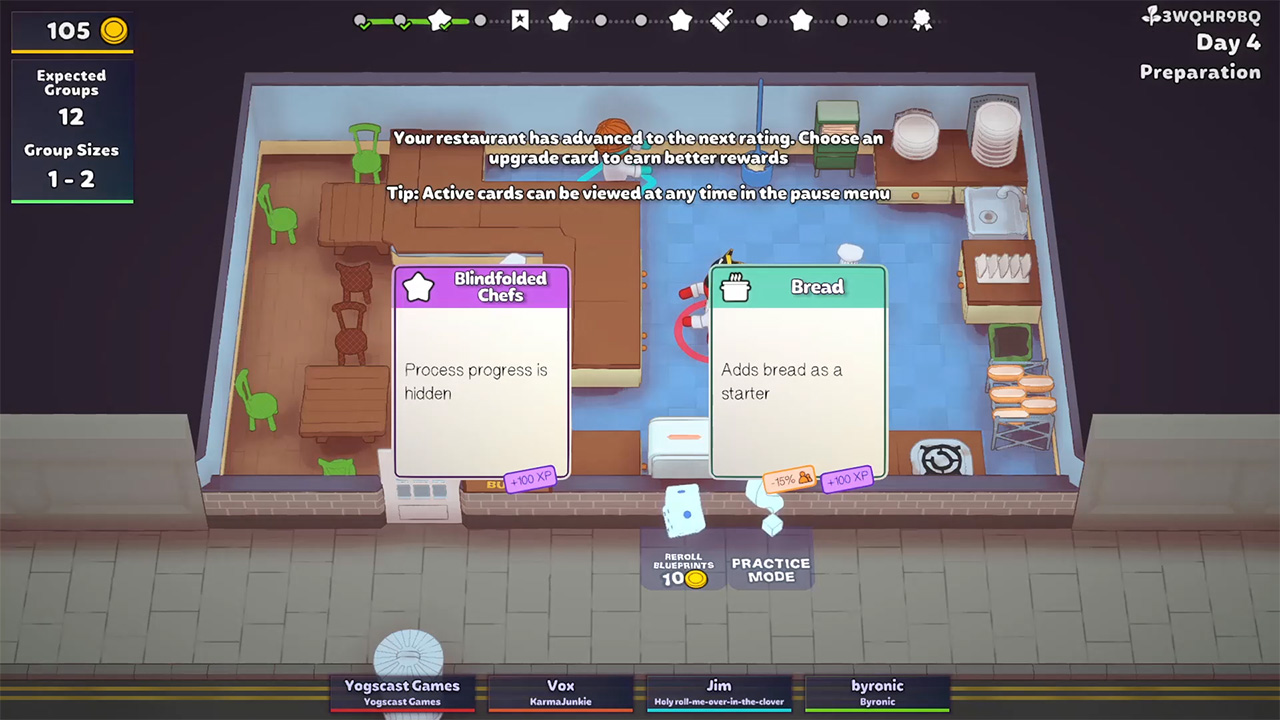 105
Expected
Groups
12
Group Sizes
1 - 2
3WQHR9BQ
Day 4
Preparation
Your restaurant has advanced to the next rating. Choose an
upgrade card to earn better rewards
Tip: Active cards can be viewed at any time in the pause menu
Blindfolded
Chefs
Process progress is
hidden
+100 XP
Bread
Adds bread as a
starter
-15%
+100 XP
REROLL
BLUEPRINTS
10
PRACTICE
MODE
Yogscast Games
Yogscast Games
Vox
KarmaJunkie
Jim
Holy roll-me-over-in-the-clover
byronic
Byronic